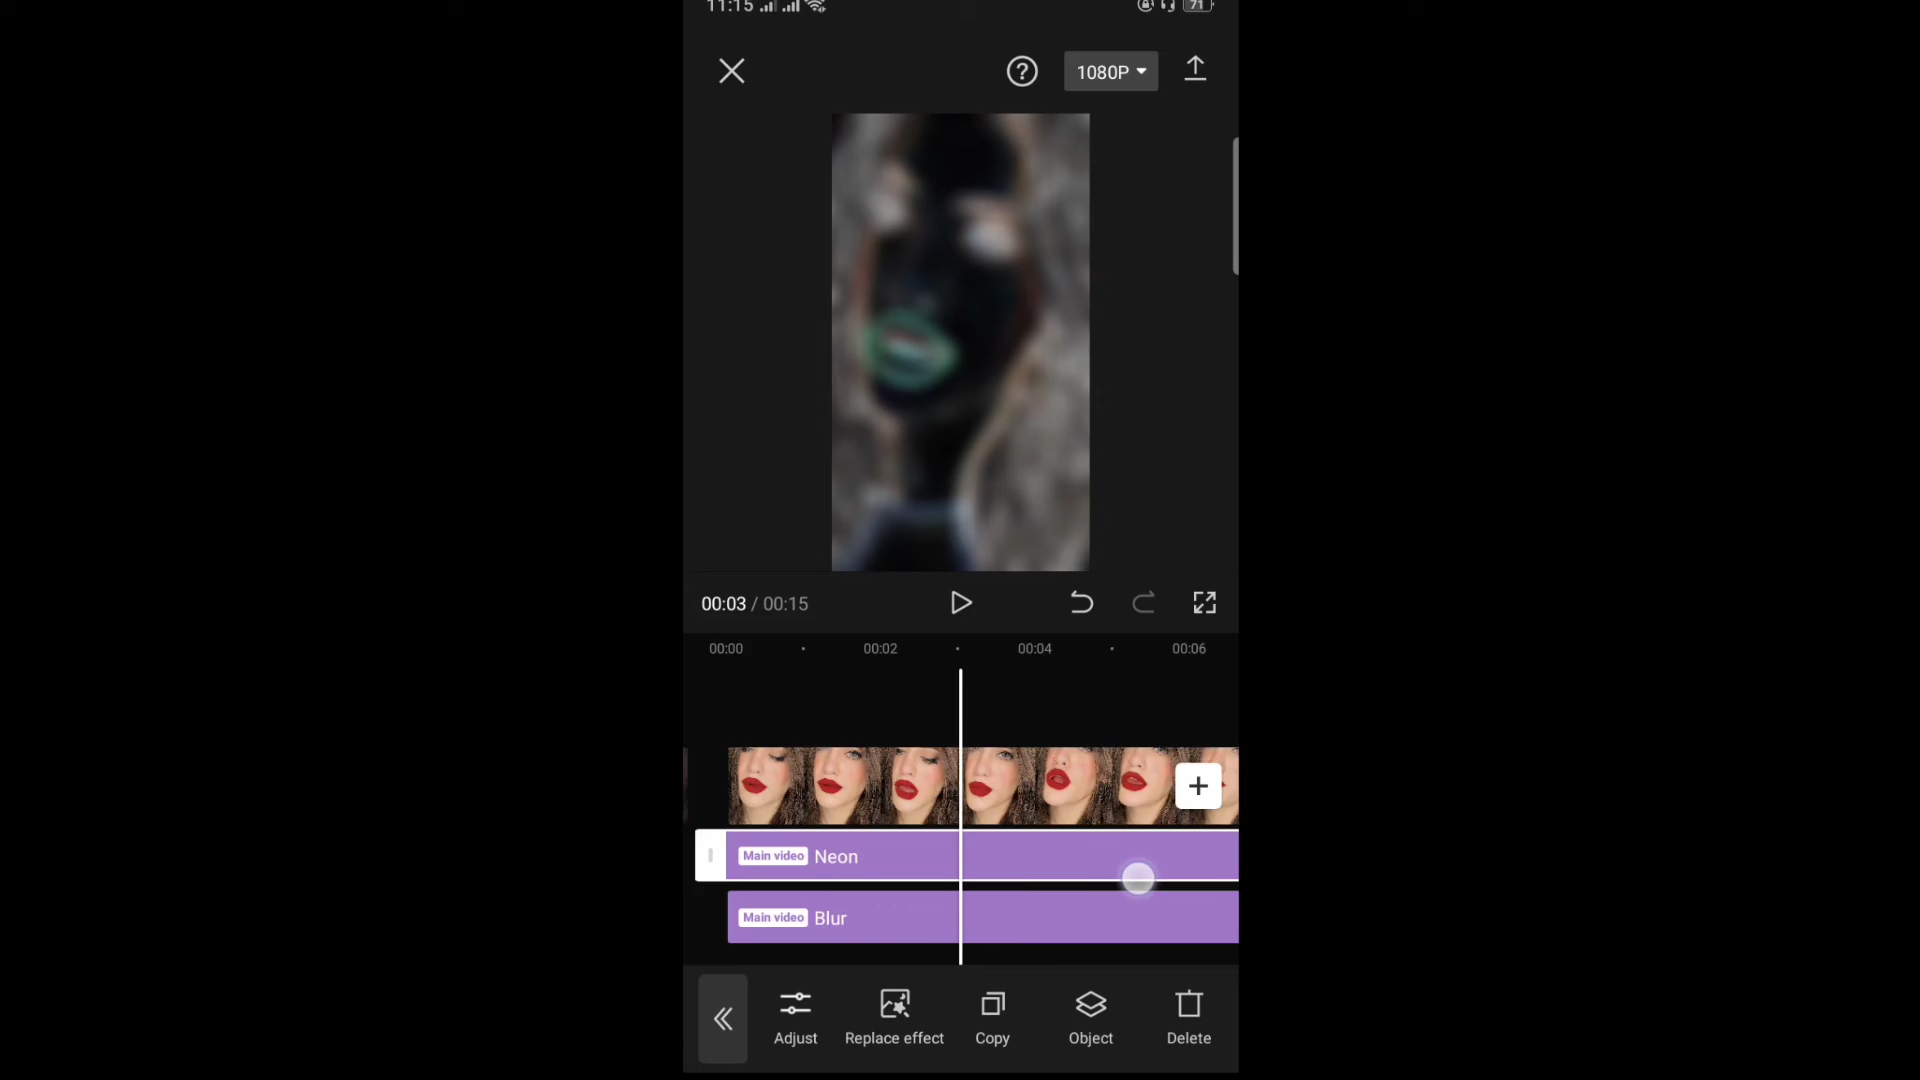 11:15
71
1080P
00:03 / 00:15
00:00 00:02 00:04 00:06
Main video Neon
Main video Blur
Adjust Replace effect Copy Object Delete